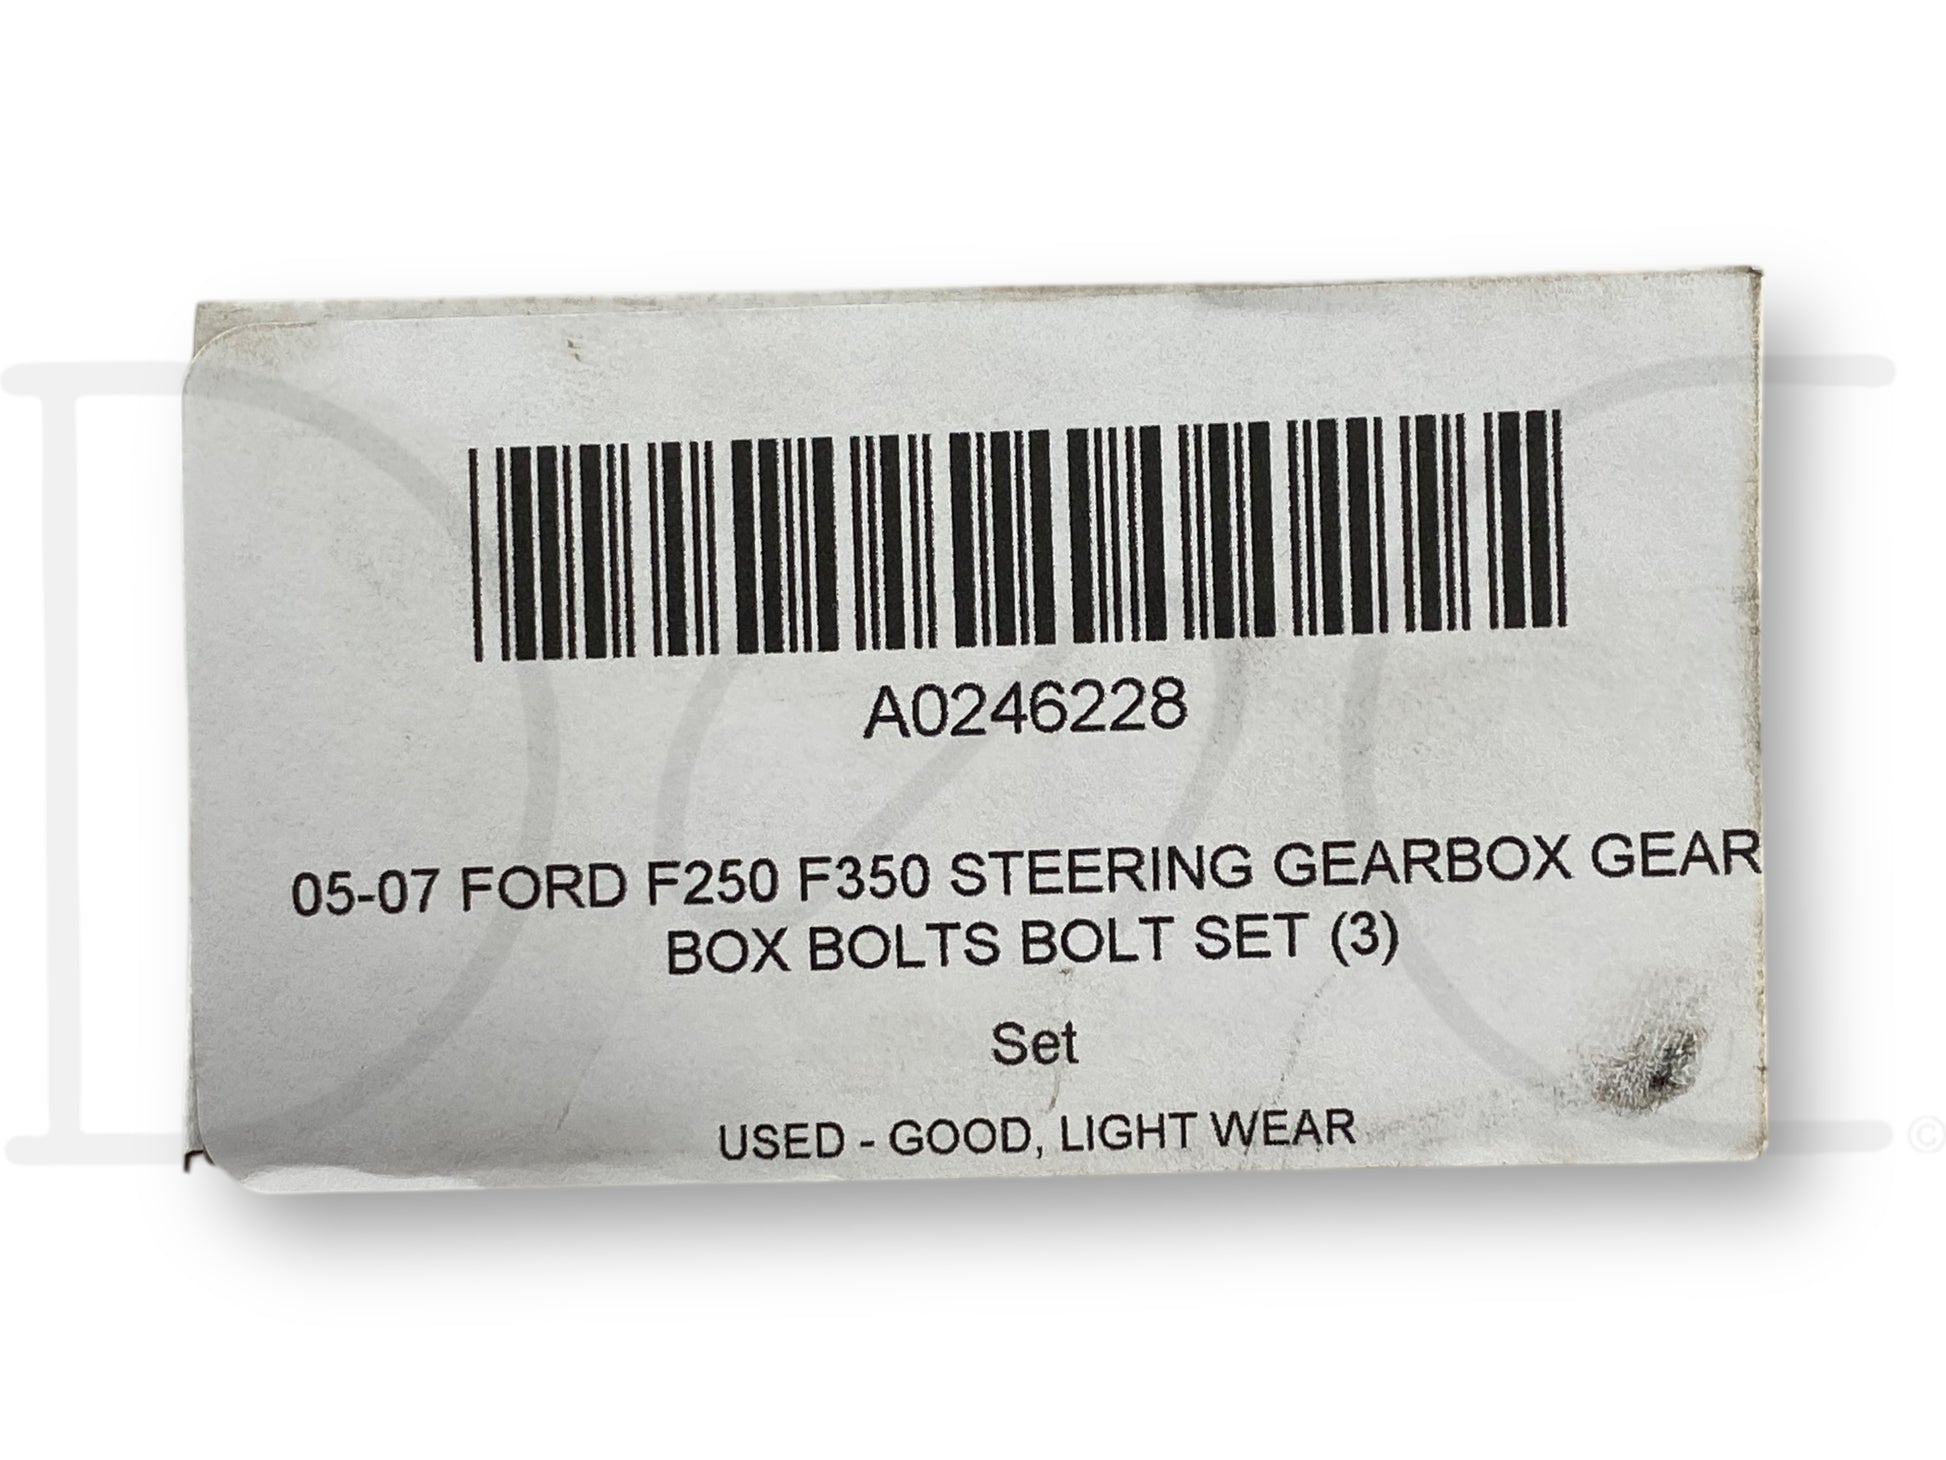 A0246228
05-07 FORD F250 F350 STEERING GEARBOX GEAR
BOX BOLTS BOLT SET (3)
Set
USED - GOOD, LIGHT WEAR
©